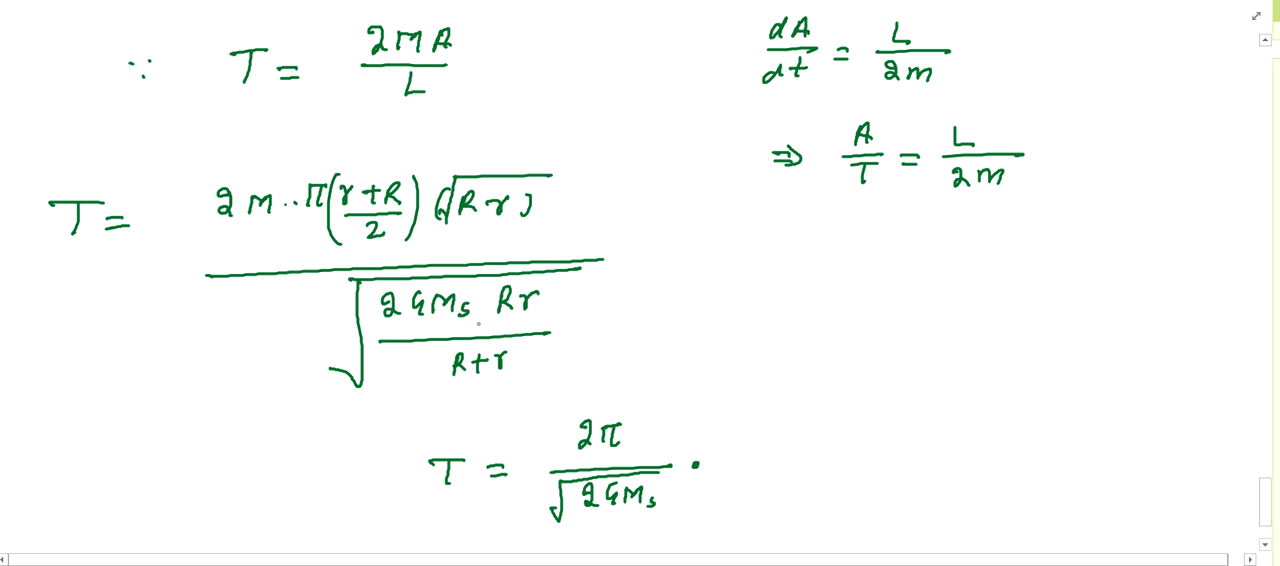 ∵ T = 2MA / L
dA/dt = L / 2m
⇒ A/T = L / 2m
T = 2M..π((r+R)/2)(√Rr) / √(2GMs Rr / R+r)
T = 2π / √2GMs .